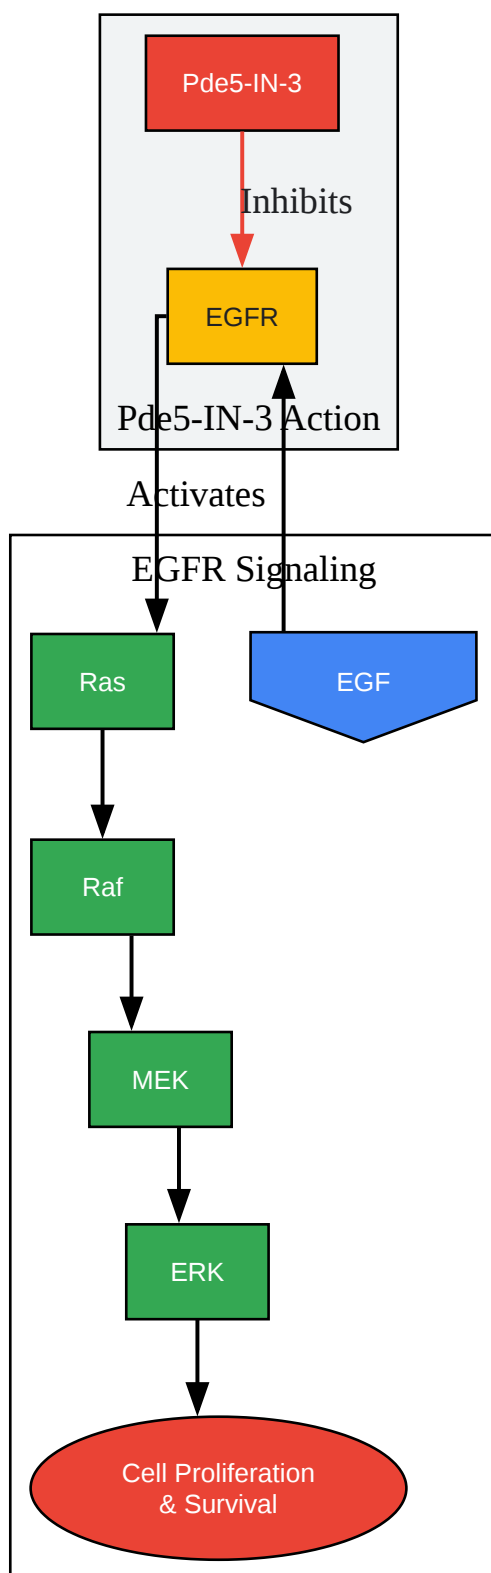 Pde5-IN-3
Inhibits
EGFR
Pde5-IN-3 Action
Activates
EGFR Signaling
Ras
EGF
Raf
MEK
ERK
Cell Proliferation
& Survival